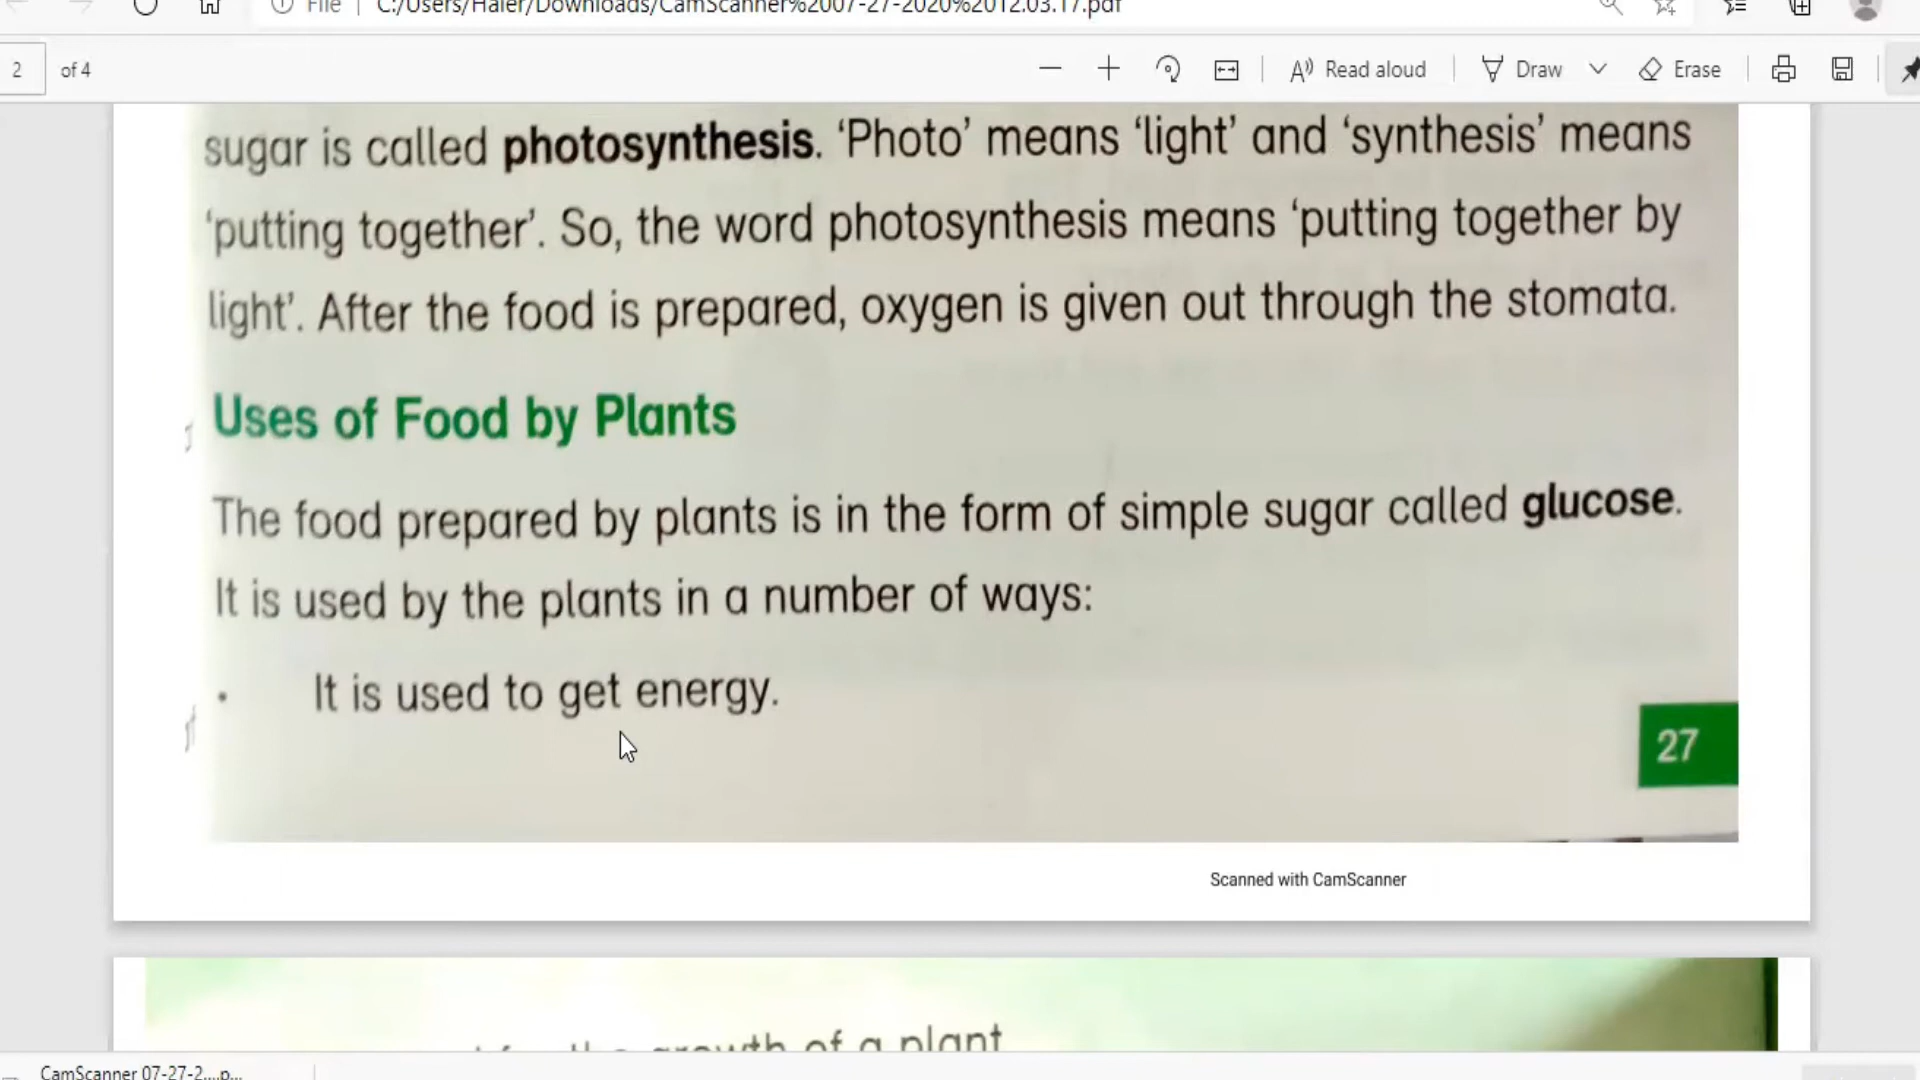 File | C:/Users/Haier/Downloads/CamScanner%2007-27-2020%2012.03.17.pdf
2 of 4 Read aloud Draw Erase
sugar is called photosynthesis. ‘Photo’ means ‘light’ and ‘synthesis’ means
‘putting together’. So, the word photosynthesis means ‘putting together by
light’. After the food is prepared, oxygen is given out through the stomata.
Uses of Food by Plants
The food prepared by plants is in the form of simple sugar called glucose.
It is used by the plants in a number of ways:
• It is used to get energy.
27
Scanned with CamScanner
the growth of a plant
CamScanner 07-27-2....p...